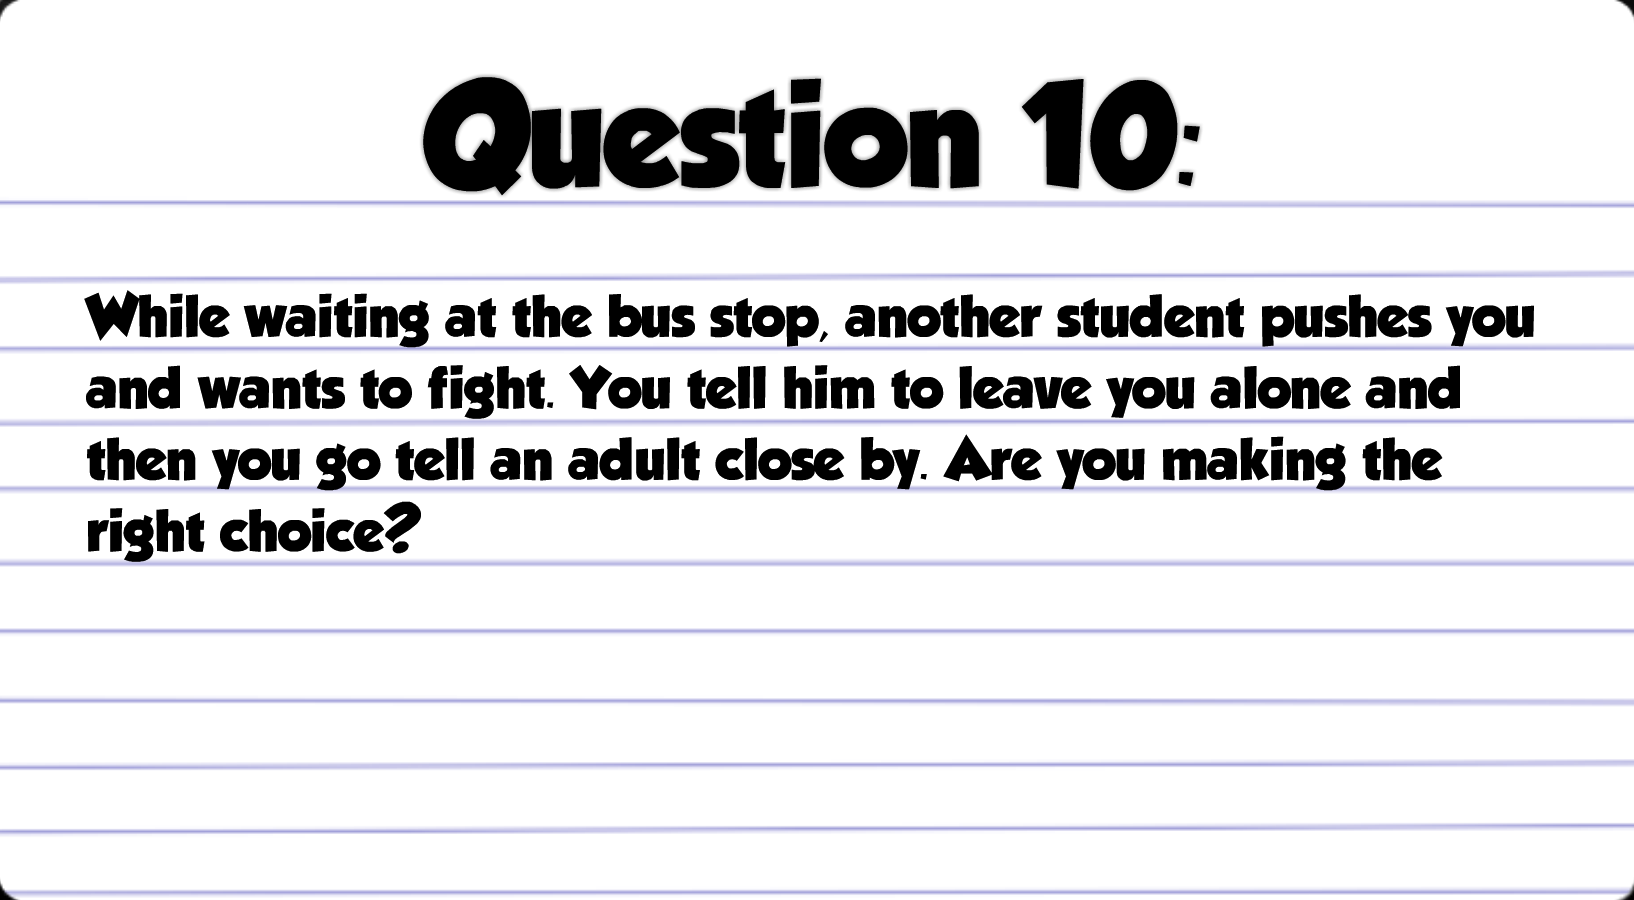 Question 10:
While waiting at the bus stop, another student pushes you
and wants to fight. You tell him to leave you alone and
then you go tell an adult close by. Are you making the
right choice?